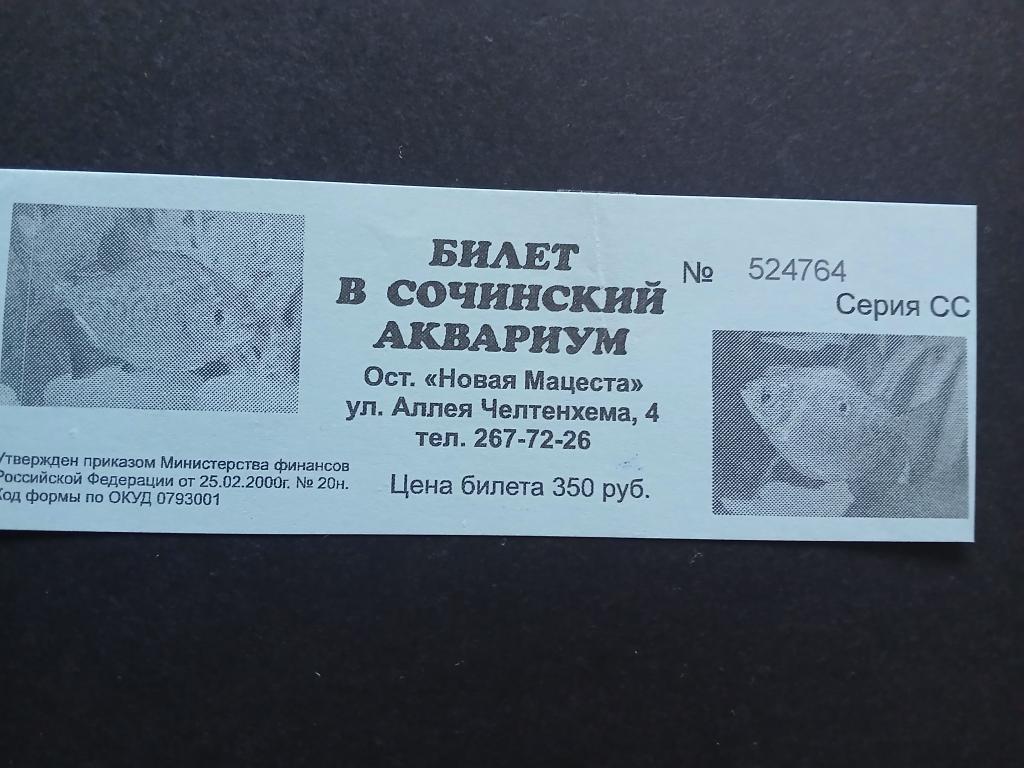 БИЛЕТ
В СОЧИНСКИЙ
АКВАРИУМ
Ост. «Новая Мацеста»
ул. Аллея Челтенхема, 4
тел. 267-72-26
Цена билета 350 руб.
№ 524764
Серия СС
Утвержден приказом Министерства финансов
Российской Федерации от 25.02.2000г. № 20н.
Код формы по ОКУД 0793001